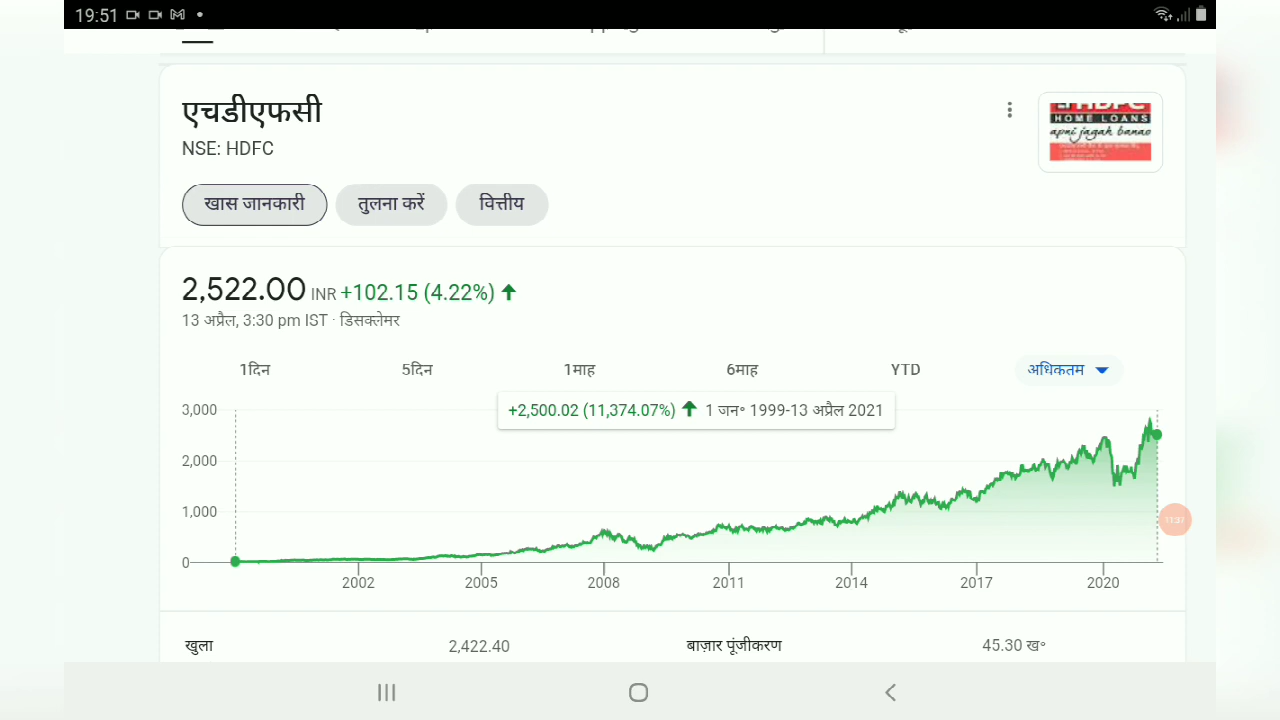 19:51
एचडीएफसी
NSE: HDFC
HDFC
HOME LOANS
apni jagah banao
खास जानकारी तुलना करें वित्तीय
2,522.00 INR +102.15 (4.22%)
13 अप्रैल, 3:30 pm IST · डिसक्लेमर
1दिन 5दिन 1माह 6माह YTD अधिकतम
+2,500.02 (11,374.07%) 1 जन॰ 1999-13 अप्रैल 2021
3,000
2,000
1,000
0
2002 2005 2008 2011 2014 2017 2020
11:37
खुला 2,422.40 बाज़ार पूंजीकरण 45.30 ख॰